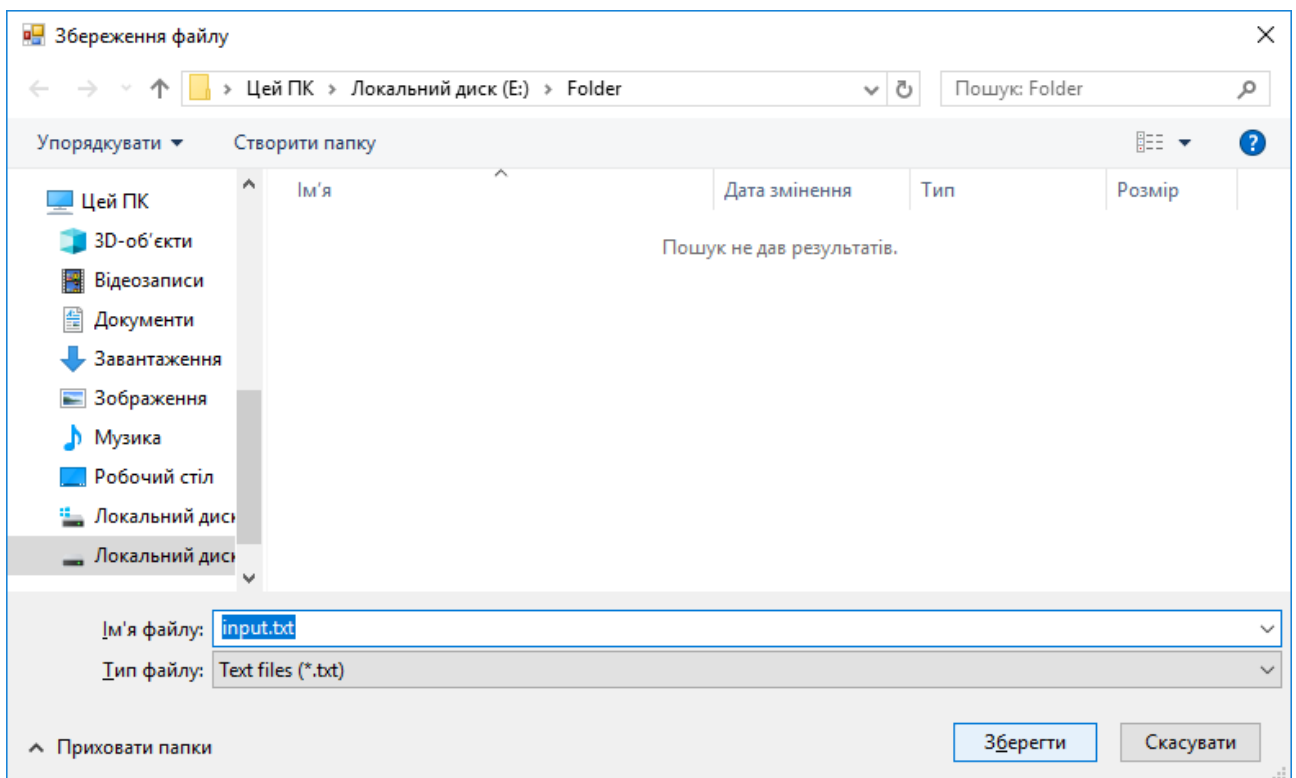 Збереження файлу
Цей ПК > Локальний диск (E:) > Folder
Пошук: Folder
Упорядкувати
Створити папку
Ім'я
Дата змінення
Тип
Розмір
Пошук не дав результатів.
Цей ПК
3D-об'єкти
Відеозаписи
Документи
Завантаження
Зображення
Музика
Робочий стіл
Локальний диск
Локальний диск
Ім'я файлу: input.txt
Тип файлу: Text files (*.txt)
Приховати папки
Зберегти
Скасувати